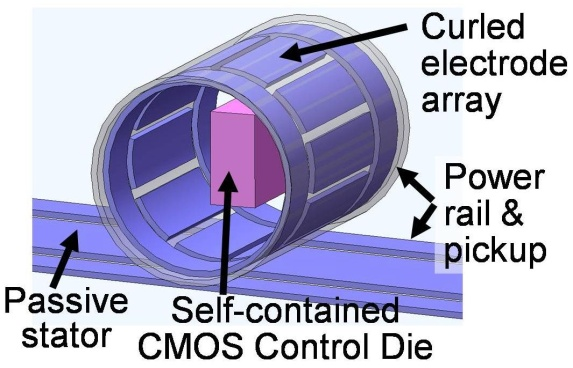 Curled
electrode
array
Power
rail &
pickup
Passive
stator
Self-contained
CMOS Control Die